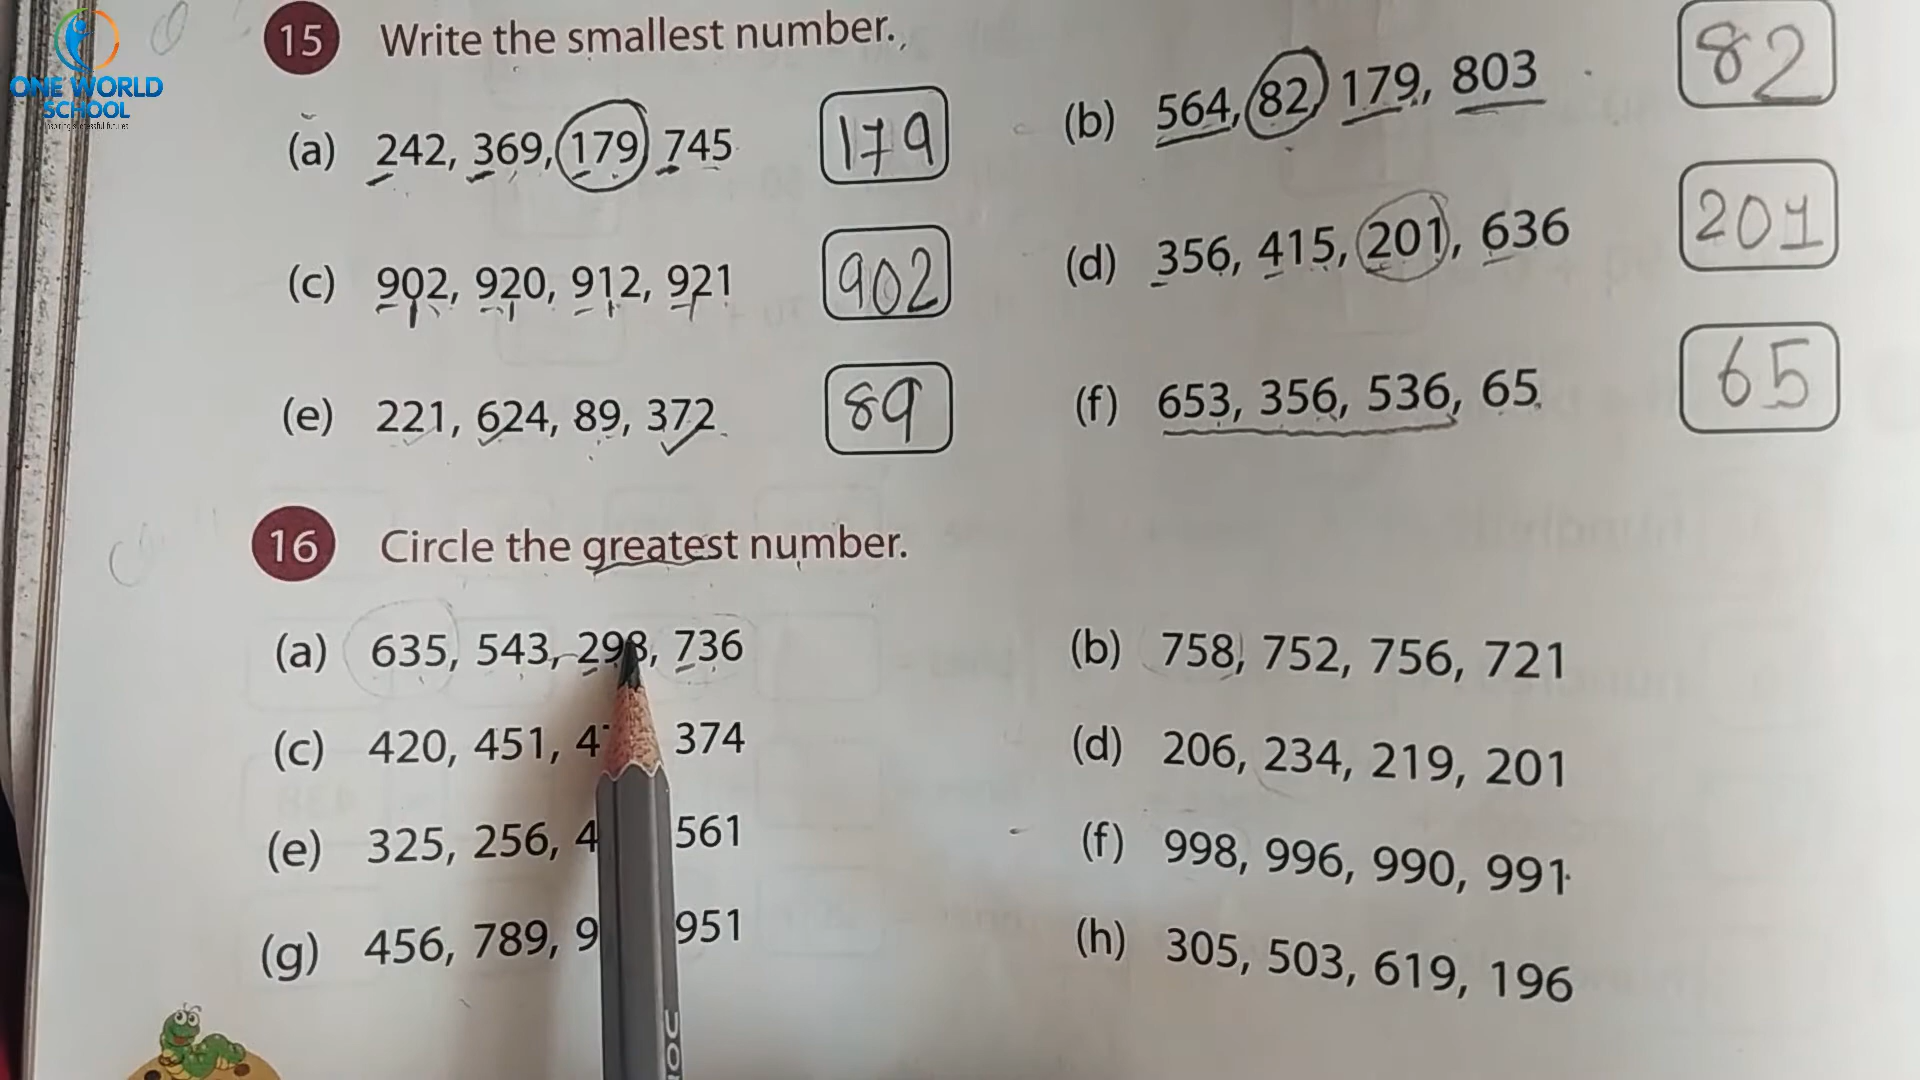 ONE WORLD
SCHOOL
15 Write the smallest number.
(a) 242, 369, 179, 745 179
(b) 564, 82, 179, 803 82
(c) 902, 920, 912, 921 902
(d) 356, 415, 201, 636 201
(e) 221, 624, 89, 372 89
(f) 653, 356, 536, 65 65
16 Circle the greatest number.
(a) 635, 543, 298, 736
(b) 758, 752, 756, 721
(c) 420, 451, 374
(d) 206, 234, 219, 201
(e) 325, 256, 561
(f) 998, 996, 990, 991
(g) 456, 789, 951
(h) 305, 503, 619, 196